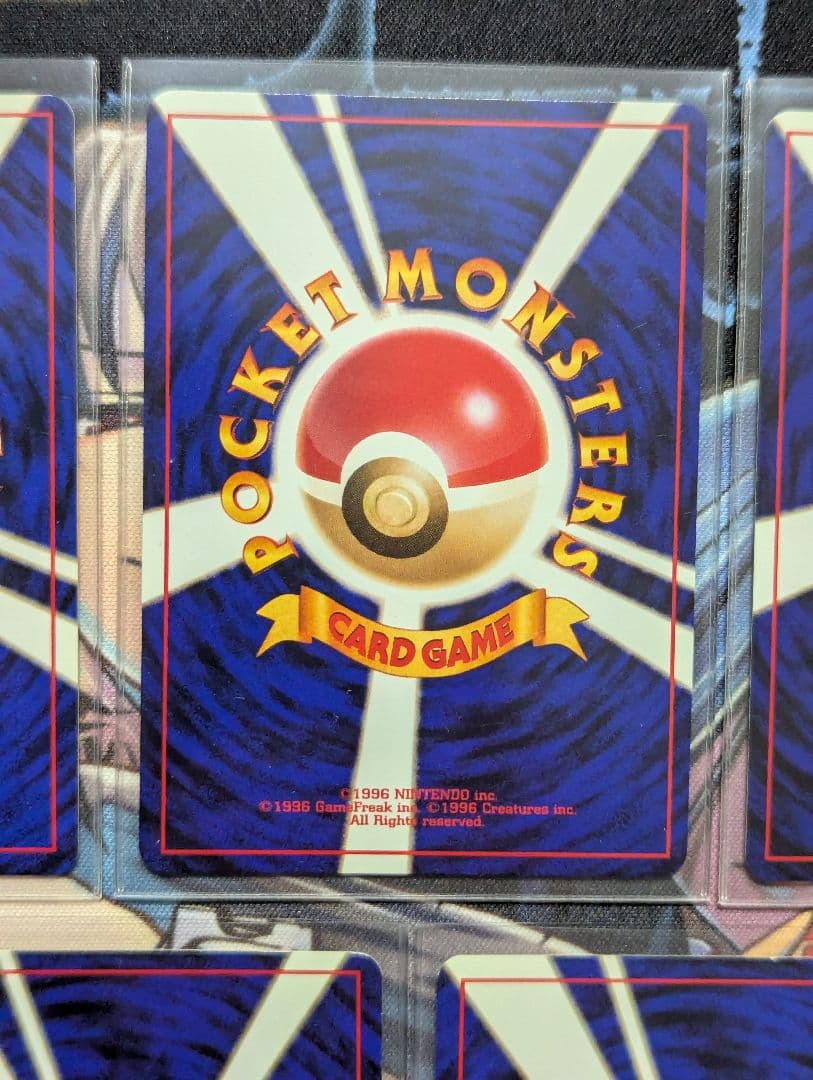 POCKET MONSTERS
CARD GAME
©1996 NINTENDO inc.
©1996 GameFreak inc. ©1996 Creatures inc.
All Rights reserved.